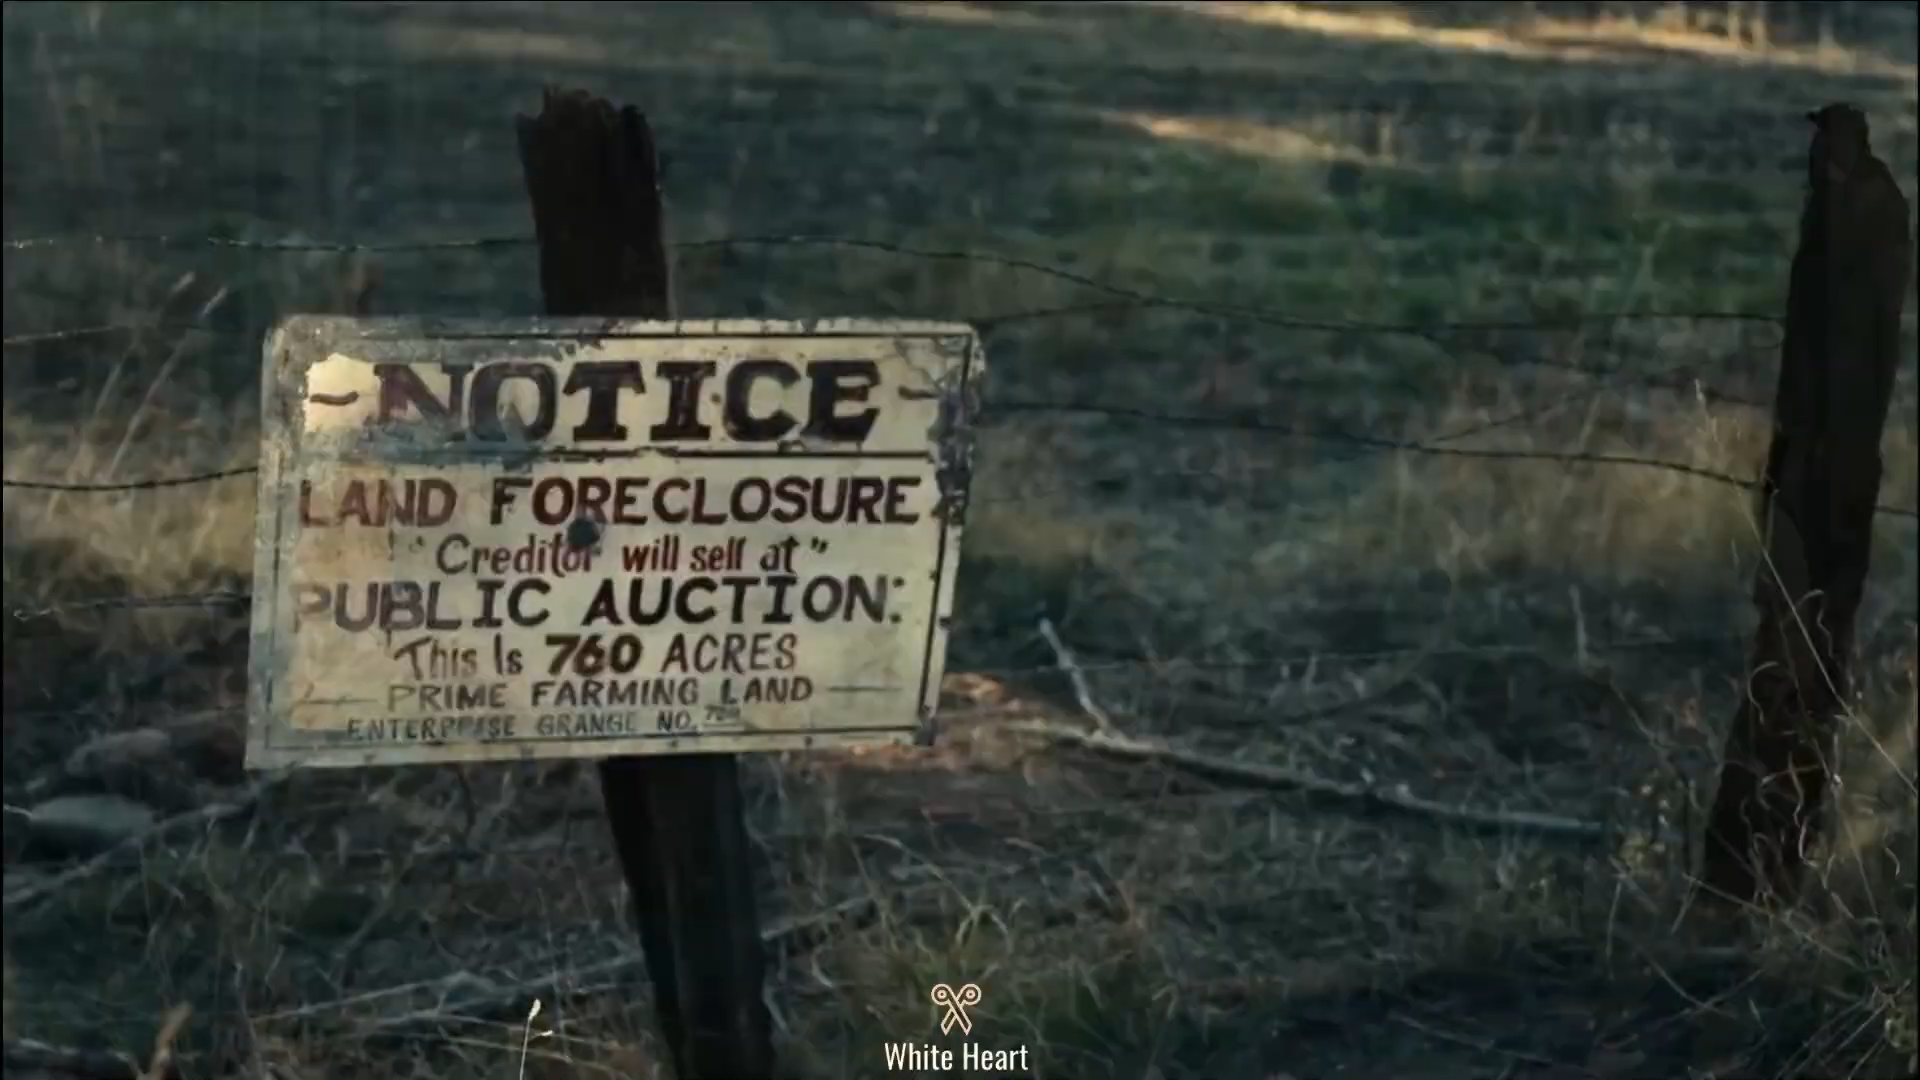 ~NOTICE~
LAND FORECLOSURE
"Creditor will self at"
PUBLIC AUCTION:
This Is 760 ACRES
PRIME FARMING LAND
ENTERPRISE GRANGE NO.
White Heart